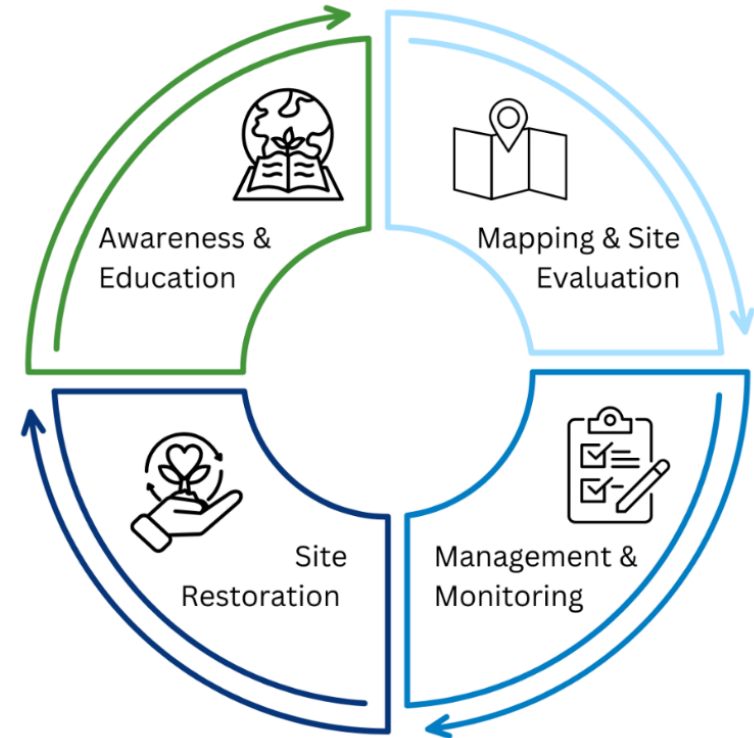 Awareness &
Education
Mapping & Site
Evaluation
Site
Restoration
Management &
Monitoring